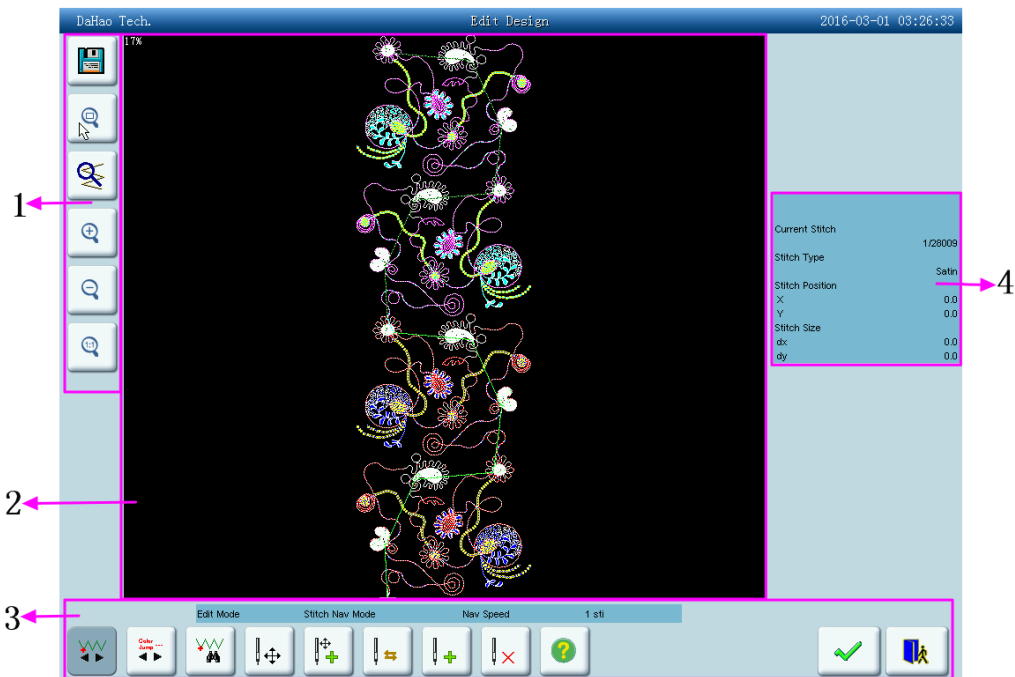 DaHao Tech. Edit Design 2016-03-01 03:26:33
17%
1
Current Stitch
1/28009
Stitch Type
Satin
4
Stitch Position
X 0.0
Y 0.0
Stitch Size
dx 0.0
dy 0.0
1:1
2
3
Edit Mode Stitch Nav Mode Nav Speed 1 sti
Color
Jump
?